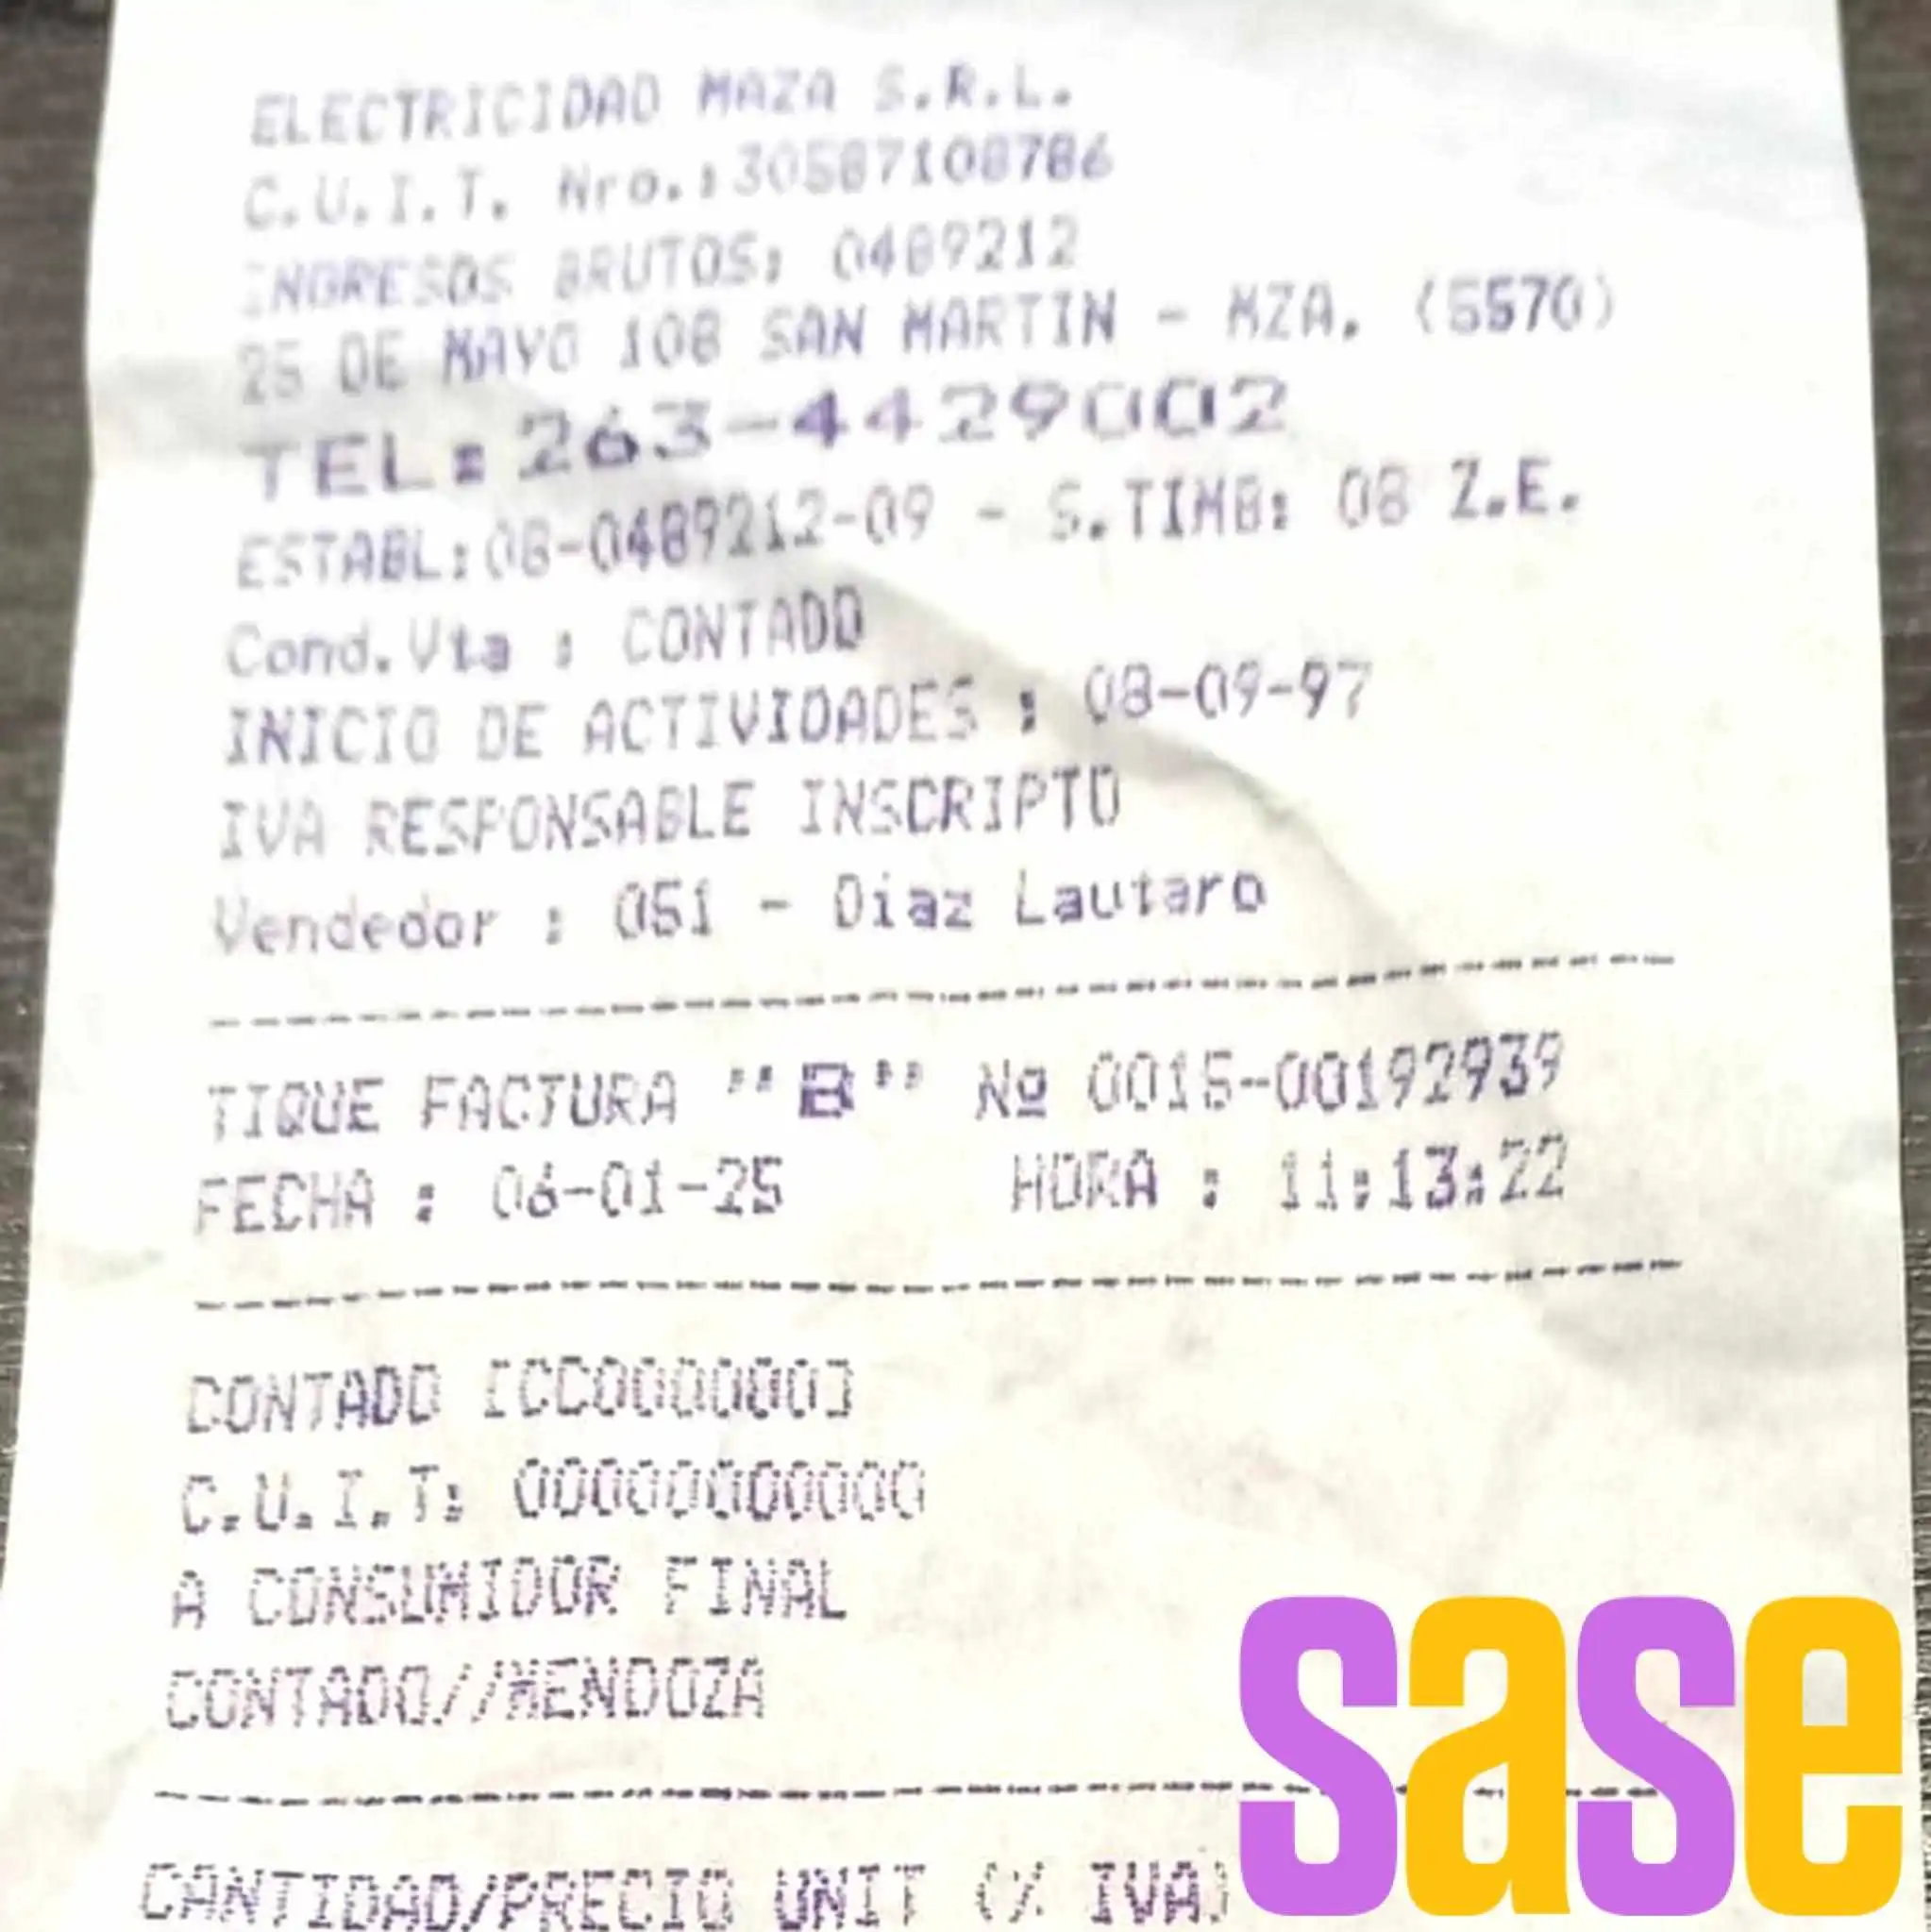 ELECTRICIDAD MAZA S.R.L.
C.U.I.T. Nro.:30587108786
INGRESOS BRUTOS: 0489212
25 DE MAYO 108 SAN MARTIN - MZA. (5570)
TEL: 263-4429002
ESTABL:08-0489212-09 - S.TIMB: 08 Z.E.
Cond.Vta : CONTADO
INICIO DE ACTIVIDADES : 08-09-97
IVA RESPONSABLE INSCRIPTO
Vendedor : 051 - Diaz Lautaro
TIQUE FACTURA "B" Nº 0015-00192939
FECHA : 06-01-25 HORA : 11:13:22
CONTADO [CC000000]
C.U.I.T: 00000000000
A CONSUMIDOR FINAL
CONTADO//MENDOZA
CANTIDAD/PRECIO UNIT (% IVA)
sase